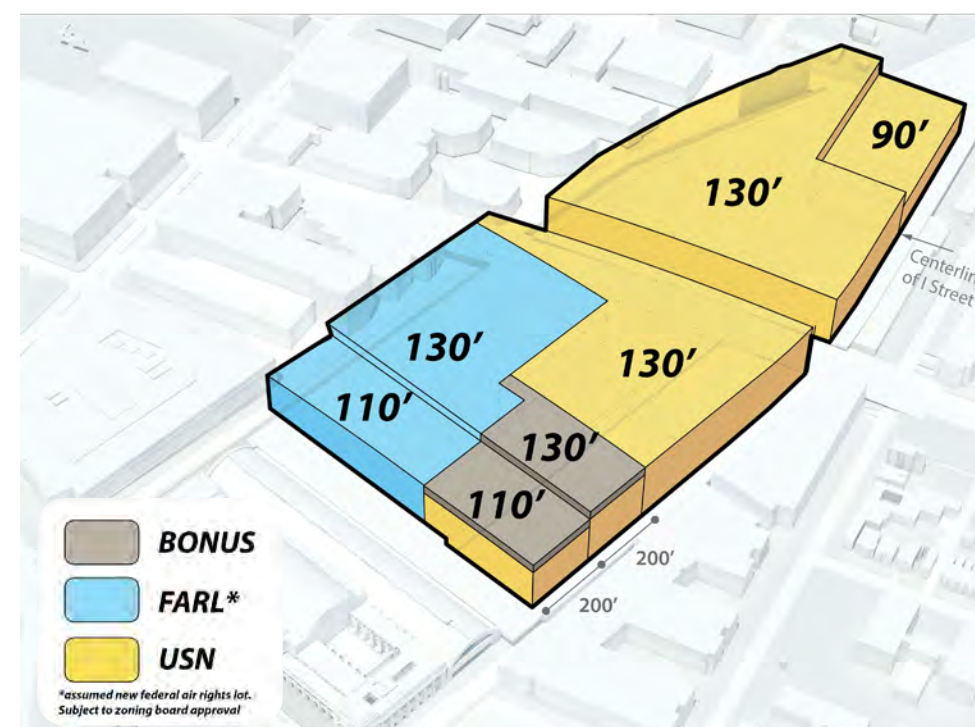 90′
130′
Centerlin
of I Street
130′
130′
110′
130′
110′
200′
200′
BONUS
FARL*
USN
*assumed new federal air rights lot.
Subject to zoning board approval